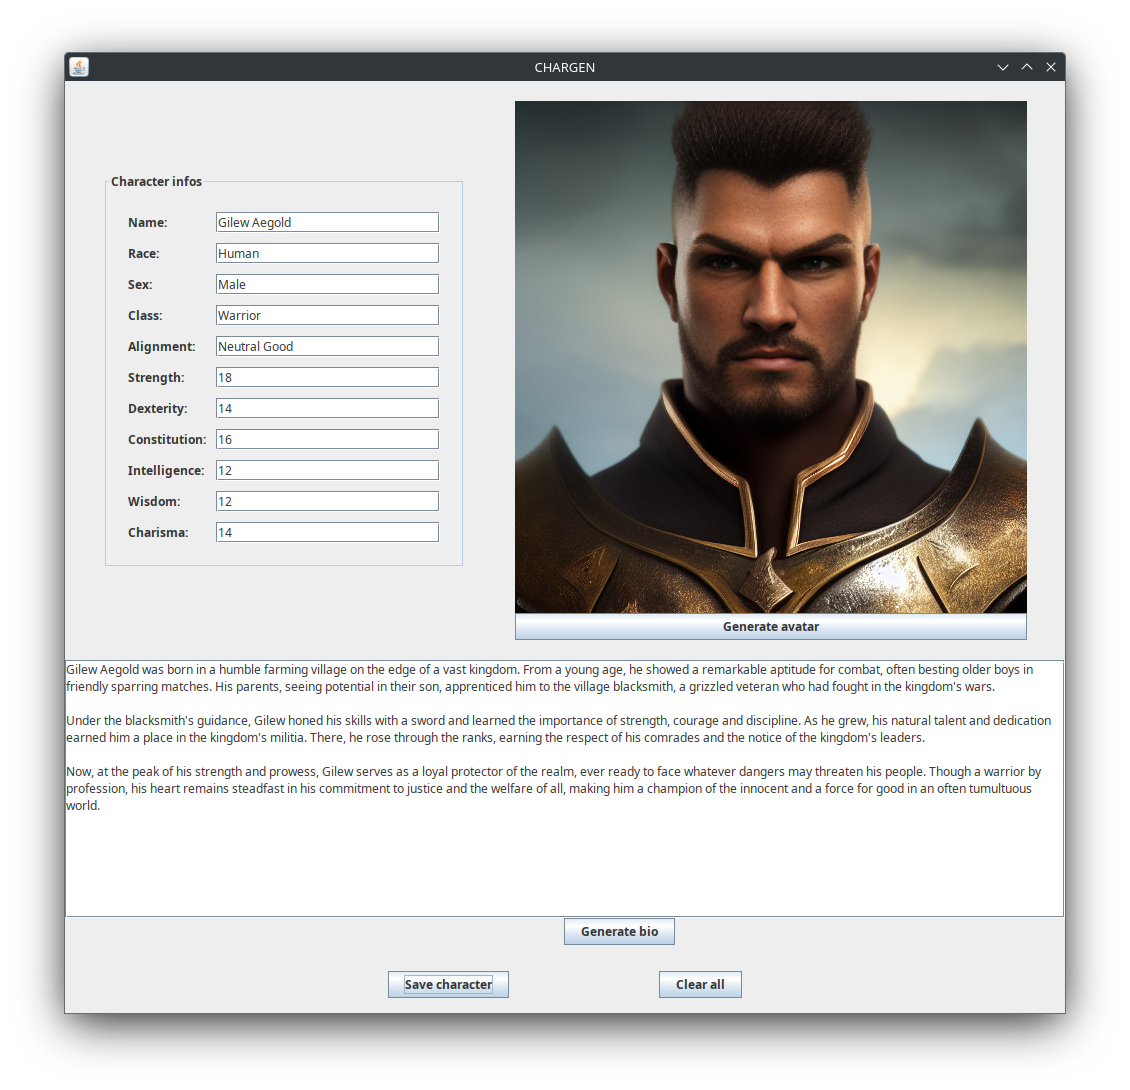 CHARGEN
Character infos
Name: Gilew Aegold
Race: Human
Sex: Male
Class: Warrior
Alignment: Neutral Good
Strength: 18
Dexterity: 14
Constitution: 16
Intelligence: 12
Wisdom: 12
Charisma: 14
Generate avatar
Gilew Aegold was born in a humble farming village on the edge of a vast kingdom. From a young age, he showed a remarkable aptitude for combat, often besting older boys in
friendly sparring matches. His parents, seeing potential in their son, apprenticed him to the village blacksmith, a grizzled veteran who had fought in the kingdom's wars.
Under the blacksmith's guidance, Gilew honed his skills with a sword and learned the importance of strength, courage and discipline. As he grew, his natural talent and dedication
earned him a place in the kingdom's militia. There, he rose through the ranks, earning the respect of his comrades and the notice of the kingdom's leaders.
Now, at the peak of his strength and prowess, Gilew serves as a loyal protector of the realm, ever ready to face whatever dangers may threaten his people. Though a warrior by
profession, his heart remains steadfast in his commitment to justice and the welfare of all, making him a champion of the innocent and a force for good in an often tumultuous
world.
Generate bio
Save character
Clear all